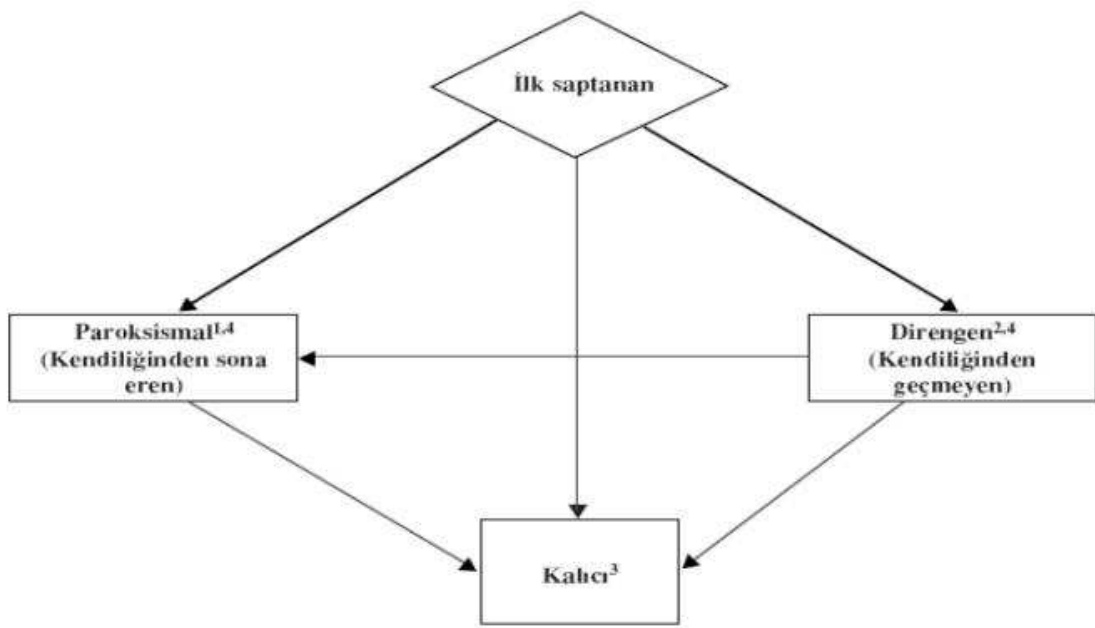 İlk saptanan
Paroksismal¹,⁴
(Kendiliğinden sona
eren)
Direngen²,⁴
(Kendiliğinden
geçmeyen)
Kalıcı³